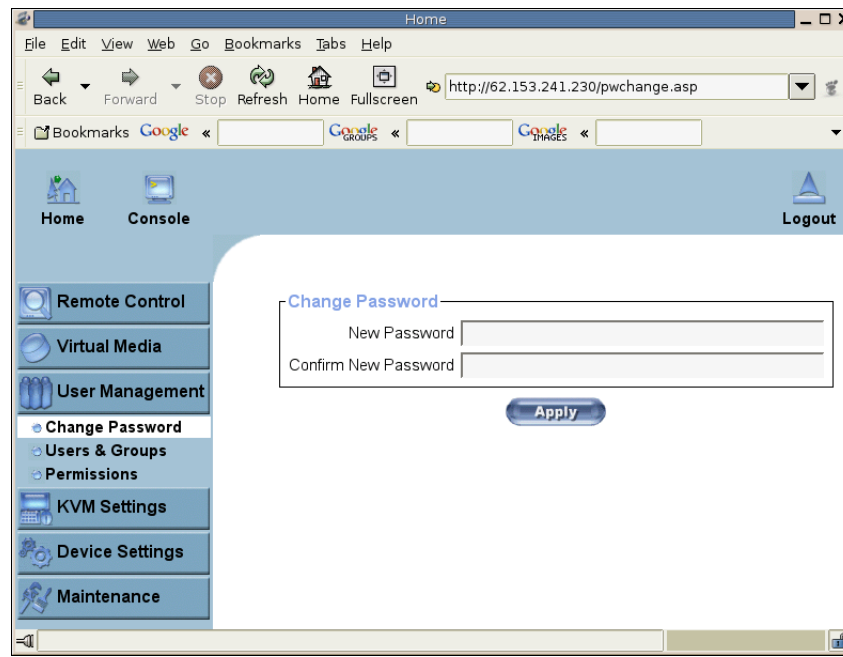 Home
File Edit View Web Go Bookmarks Tabs Help
Back Forward Stop Refresh Home Fullscreen http://62.153.241.230/pwchange.asp
Bookmarks Google « Google GROUPS « Google IMAGES «
Home Console Logout
Remote Control
Virtual Media
User Management
Change Password
Users & Groups
Permissions
KVM Settings
Device Settings
Maintenance
Change Password
New Password
Confirm New Password
Apply